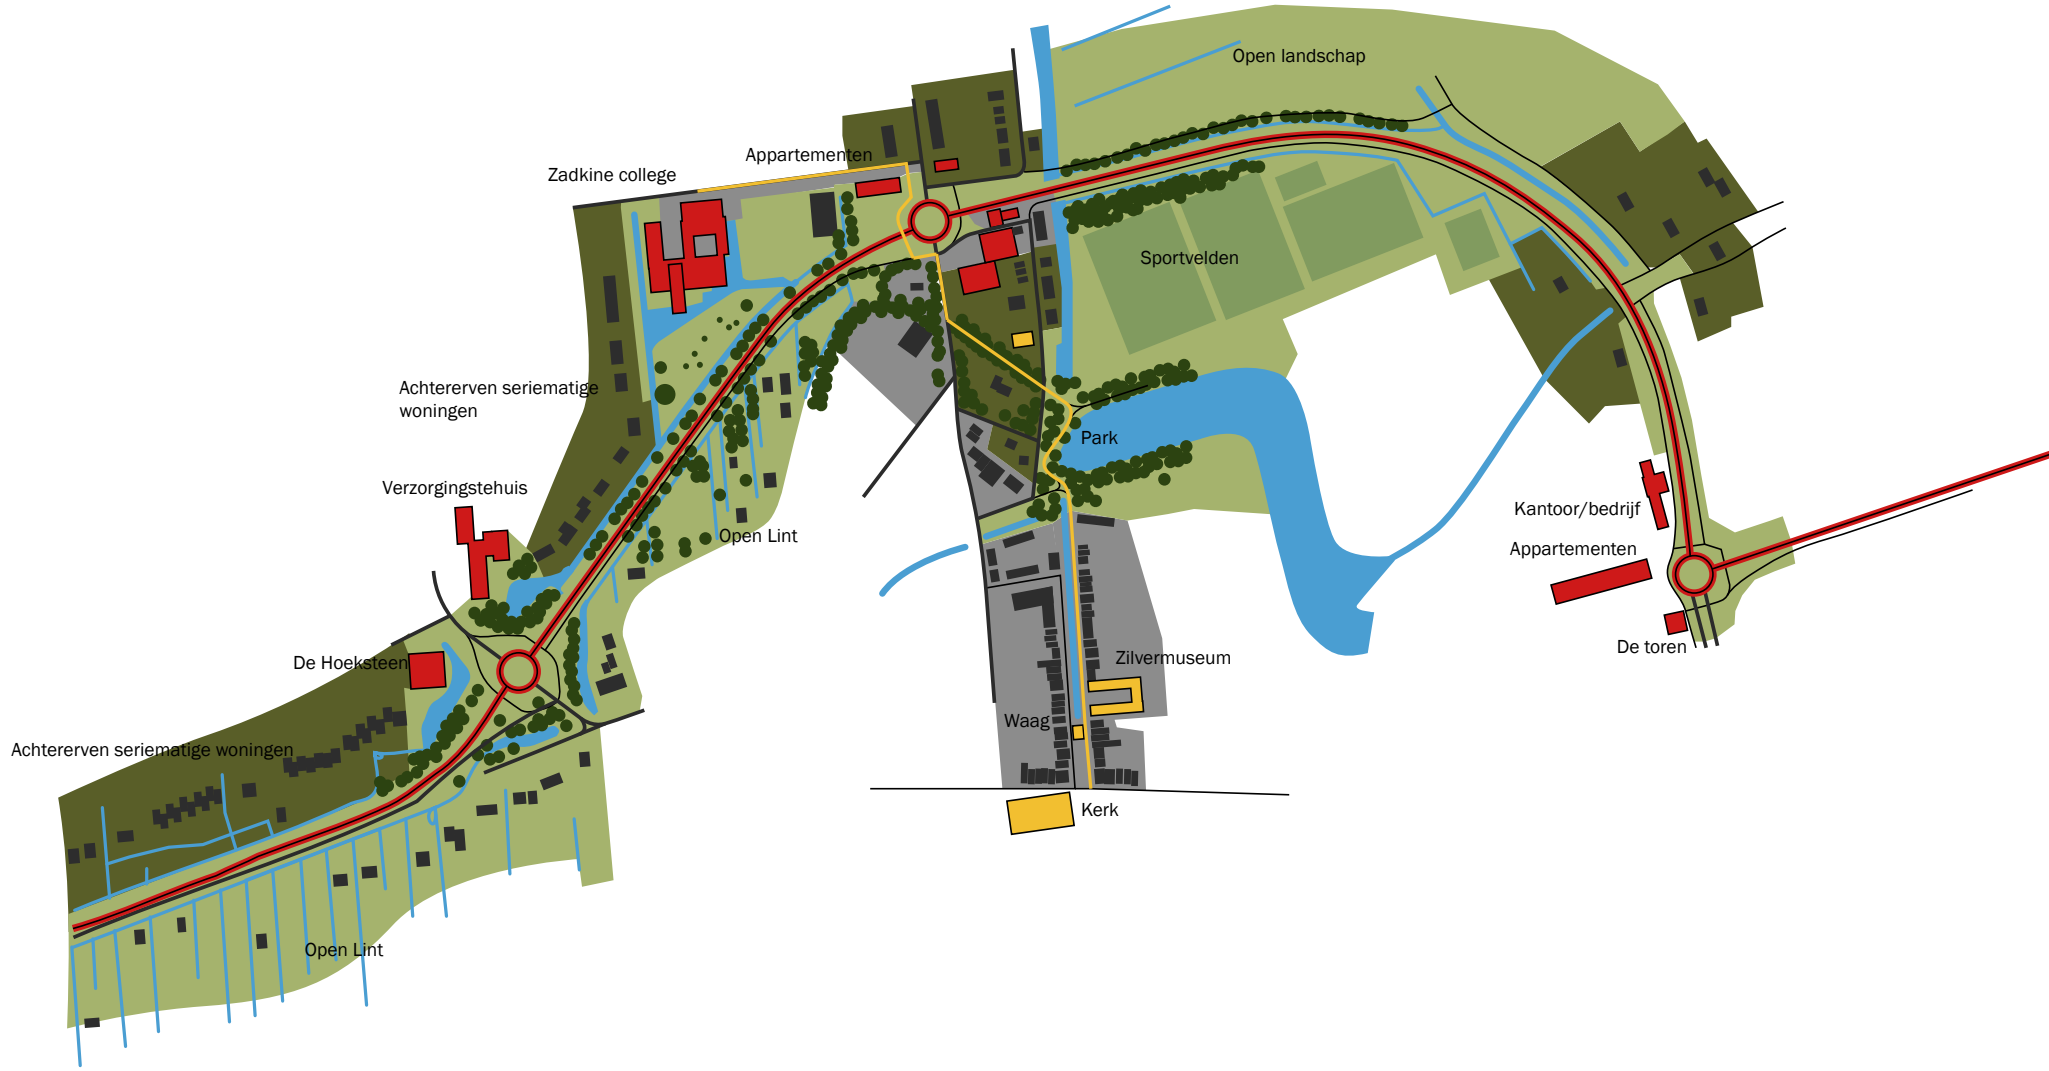 Open landschap
Appartementen
Zadkine college
Sportvelden
Achtererven seriematige
woningen
Park
Verzorgingstehuis
Kantoor/bedrijf
Open Lint
Appartementen
De toren
Zilvermuseum
De Hoeksteen
Waag
Achtererven seriematige woningen
Kerk
Open Lint